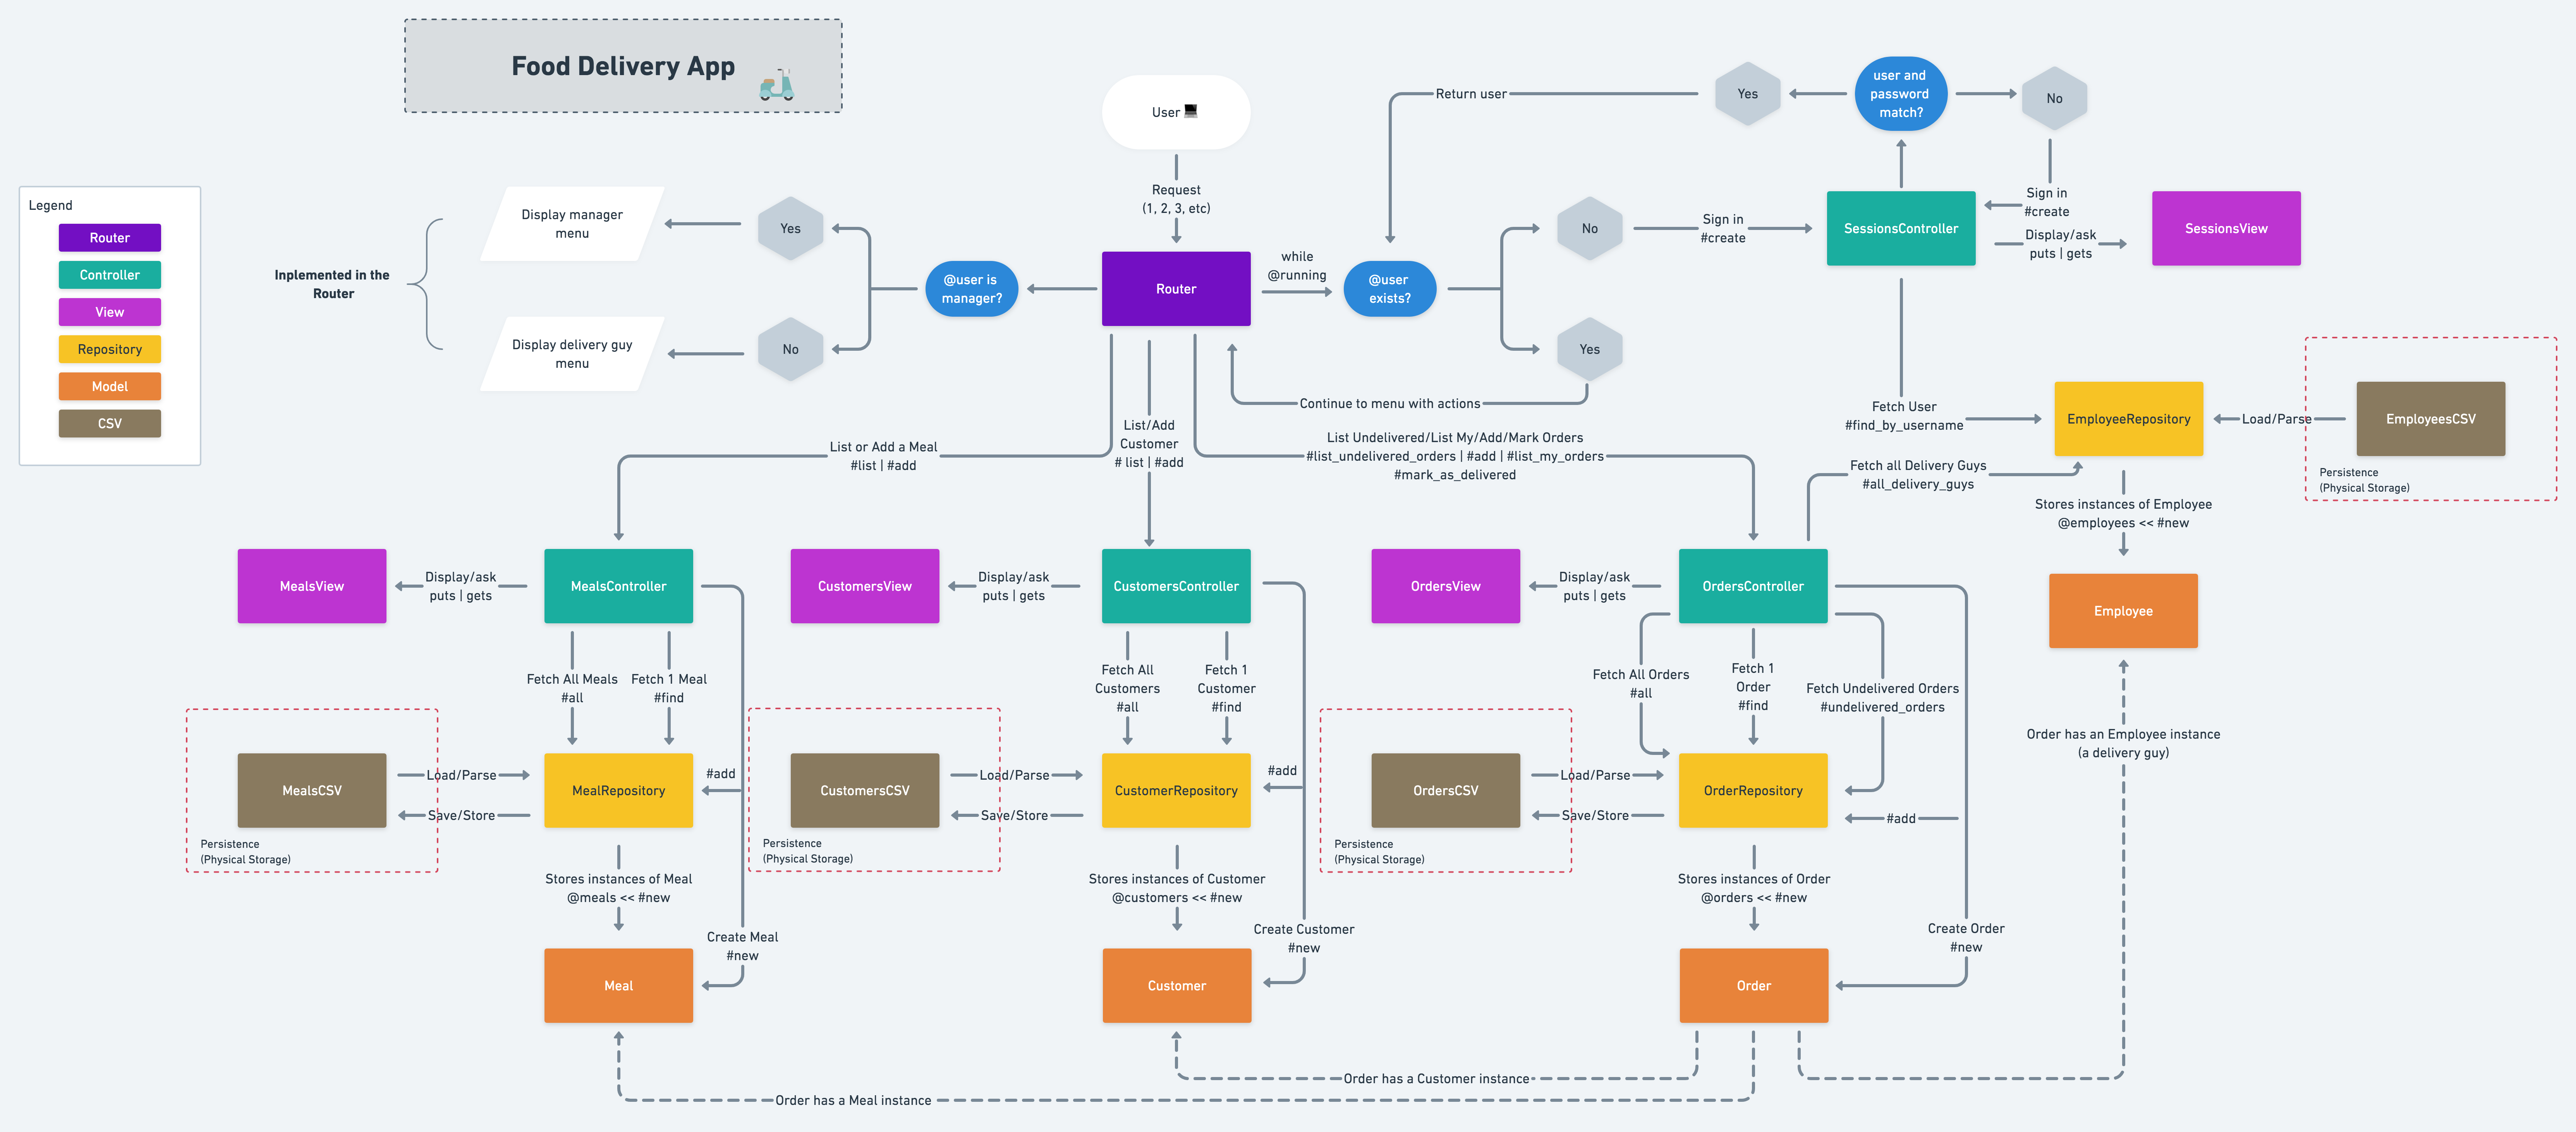 Food Delivery App
User
Request
(1, 2, 3, etc)
Return user
Yes
user and
password
match?
No
Legend
Router
Controller
View
Repository
Model
CSV
Inplemented in the
Router
Display manager
menu
Yes
Display delivery guy
menu
No
@user is
manager?
Router
while
@running
@user
exists?
No
Yes
Sign in
#create
SessionsController
Sign in
#create
Display/ask
puts | gets
SessionsView
Continue to menu with actions
Fetch User
#find_by_username
EmployeeRepository
Load/Parse
EmployeesCSV
Persistence
(Physical Storage)
List or Add a Meal
#list | #add
List/Add
Customer
# list | #add
List Undelivered/List My/Add/Mark Orders
#list_undelivered_orders | #add | #list_my_orders
#mark_as_delivered
Fetch all Delivery Guys
#all_delivery_guys
Stores instances of Employee
@employees << #new
Employee
MealsView
Display/ask
puts | gets
MealsController
CustomersView
Display/ask
puts | gets
CustomersController
OrdersView
Display/ask
puts | gets
OrdersController
Fetch All Meals
#all
Fetch 1 Meal
#find
Fetch All
Customers
#all
Fetch 1
Customer
#find
Fetch All Orders
#all
Fetch 1
Order
#find
Fetch Undelivered Orders
#undelivered_orders
Order has an Employee instance
(a delivery guy)
MealsCSV
Load/Parse
Save/Store
MealRepository
#add
Persistence
(Physical Storage)
CustomersCSV
Load/Parse
Save/Store
CustomerRepository
#add
Persistence
(Physical Storage)
OrdersCSV
Load/Parse
Save/Store
OrderRepository
#add
Persistence
(Physical Storage)
Stores instances of Meal
@meals << #new
Create Meal
#new
Meal
Stores instances of Customer
@customers << #new
Create Customer
#new
Customer
Stores instances of Order
@orders << #new
Create Order
#new
Order
Order has a Customer instance
Order has a Meal instance